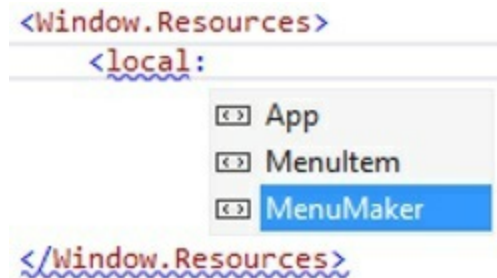 <Window.Resources>
<local:
App
MenuItem
MenuMaker
</Window.Resources>